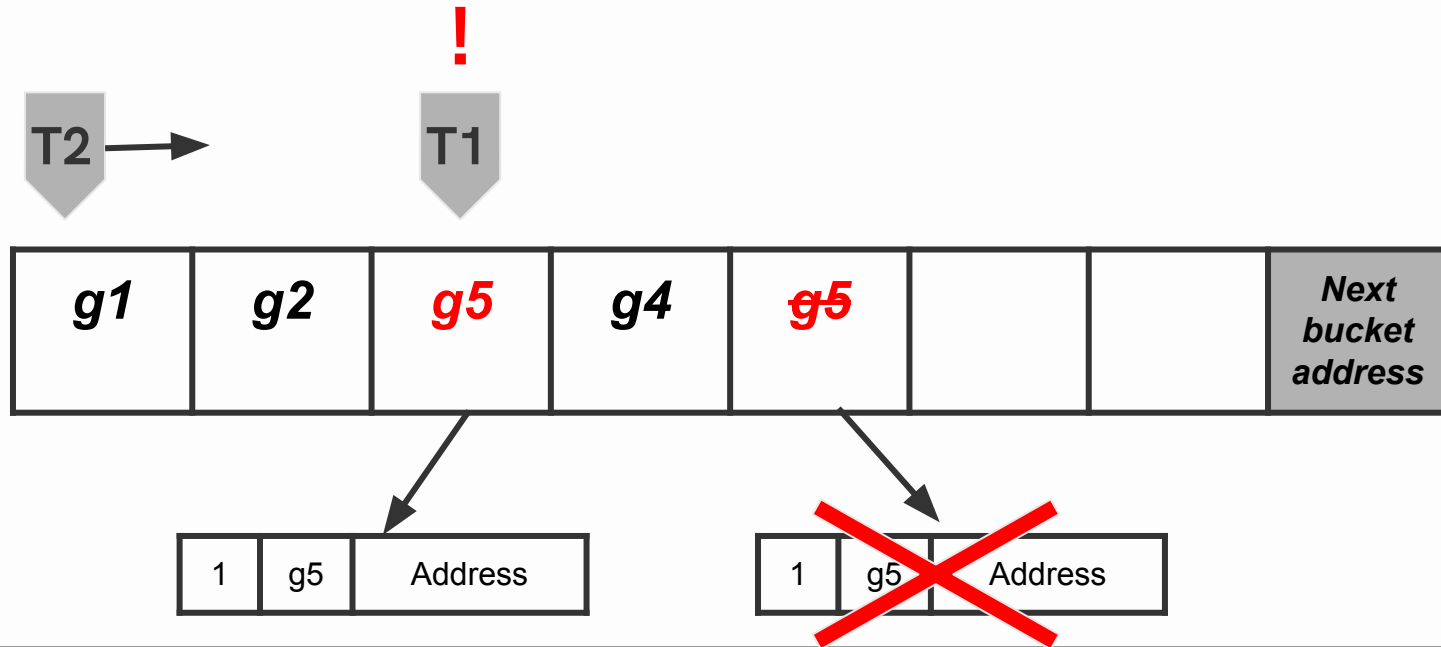 !
T2 T1
g1 g2 g5 g4 g5 Next
bucket
address
1 g5 Address 1 g5 Address